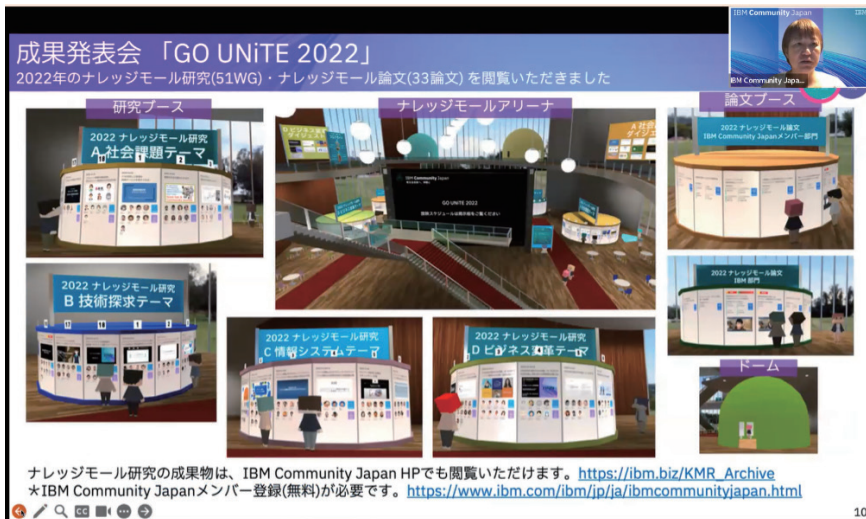 IBM Community Japan
IBM
IBM Community Japa...
成果発表会 「GO UNiTE 2022」
2022年のナレッジモール研究(51WG)・ナレッジモール論文(33論文) を閲覧いただきました
研究ブース
ナレッジモールアリーナ
論文ブース
2022 ナレッジモール研究
A 社会課題テーマ
IBM Community Japan
GO UNiTE 2022
2022 ナレッジモール論文
IBM Community Japanメンバー部門
2022 ナレッジモール研究
B 技術探求テーマ
2022 ナレッジモール論文
IBM 部門
2022 ナレッジモール研究
C 情報システムテーマ
2022 ナレッジモール研究
D ビジネス変革テーマ
ドーム
ナレッジモール研究の成果物は、IBM Community Japan HPでも閲覧いただけます。https://ibm.biz/KMR_Archive
＊IBM Community Japanメンバー登録(無料)が必要です。https://www.ibm.com/ibm/jp/ja/ibmcommunityjapan.html
CC
10